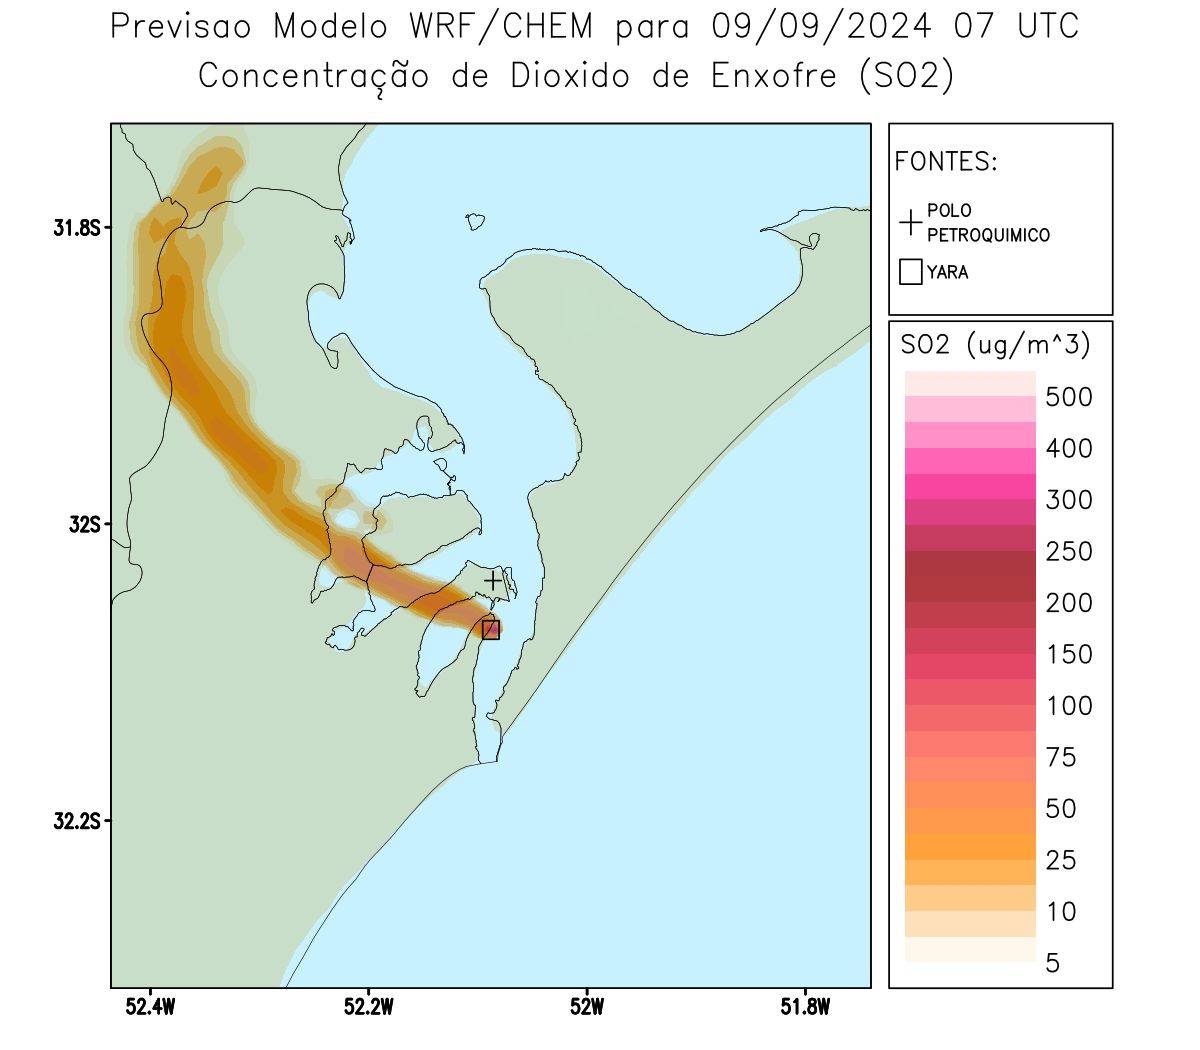 Previsao Modelo WRF/CHEM para 09/09/2024 07 UTC
Concentração de Dioxido de Enxofre (SO2)
FONTES:
POLO
PETROQUIMICO
YARA
SO2 (ug/m^3)
500
400
300
250
200
150
100
75
50
25
10
5
31.8S
32S
32.2S
52.4W
52.2W
52W
51.8W